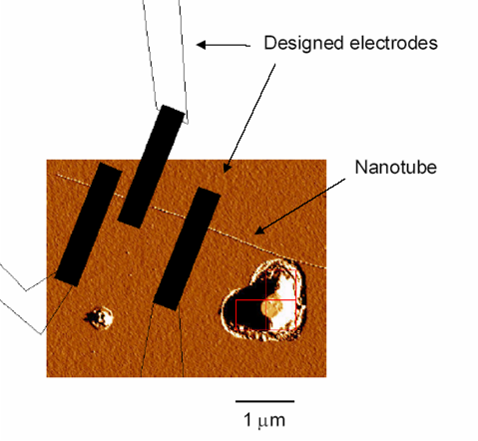 Designed electrodes
Nanotube
1 μm